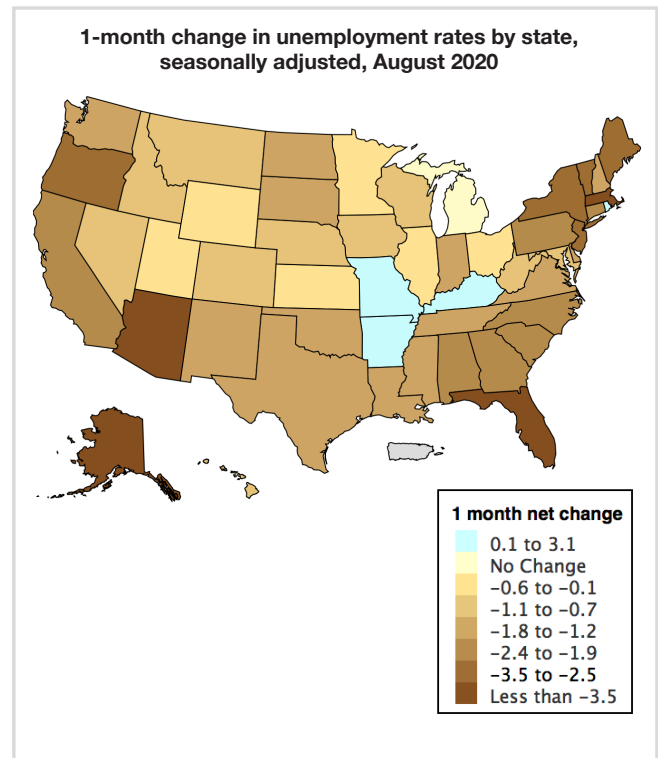 1-month change in unemployment rates by state,
seasonally adjusted, August 2020
1 month net change
0.1 to 3.1
No Change
−0.6 to −0.1
−1.1 to −0.7
−1.8 to −1.2
−2.4 to −1.9
−3.5 to −2.5
Less than −3.5